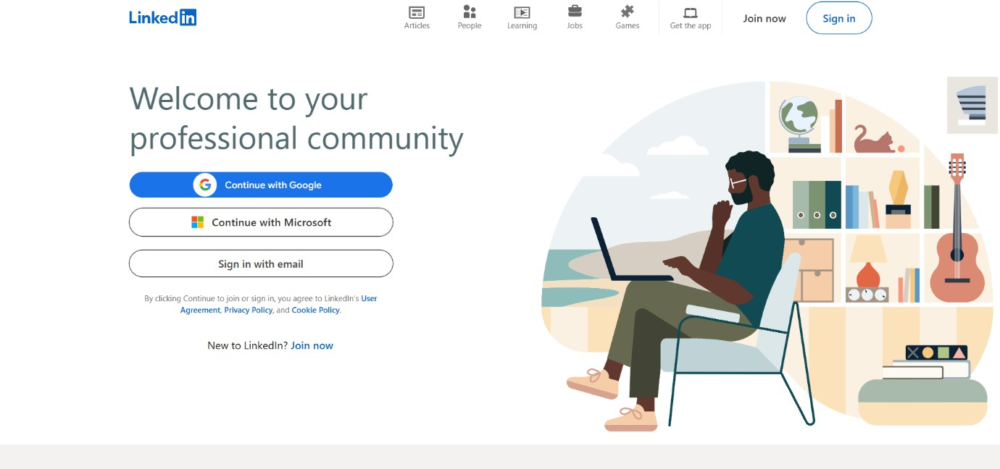 Linked in
Articles
People
Learning
Jobs
Games
Get the app
Join now
Sign in
Welcome to your
professional community
Continue with Google
Continue with Microsoft
Sign in with email
By clicking Continue to join or sign in, you agree to LinkedIn’s User
Agreement, Privacy Policy, and Cookie Policy.
New to LinkedIn? Join now